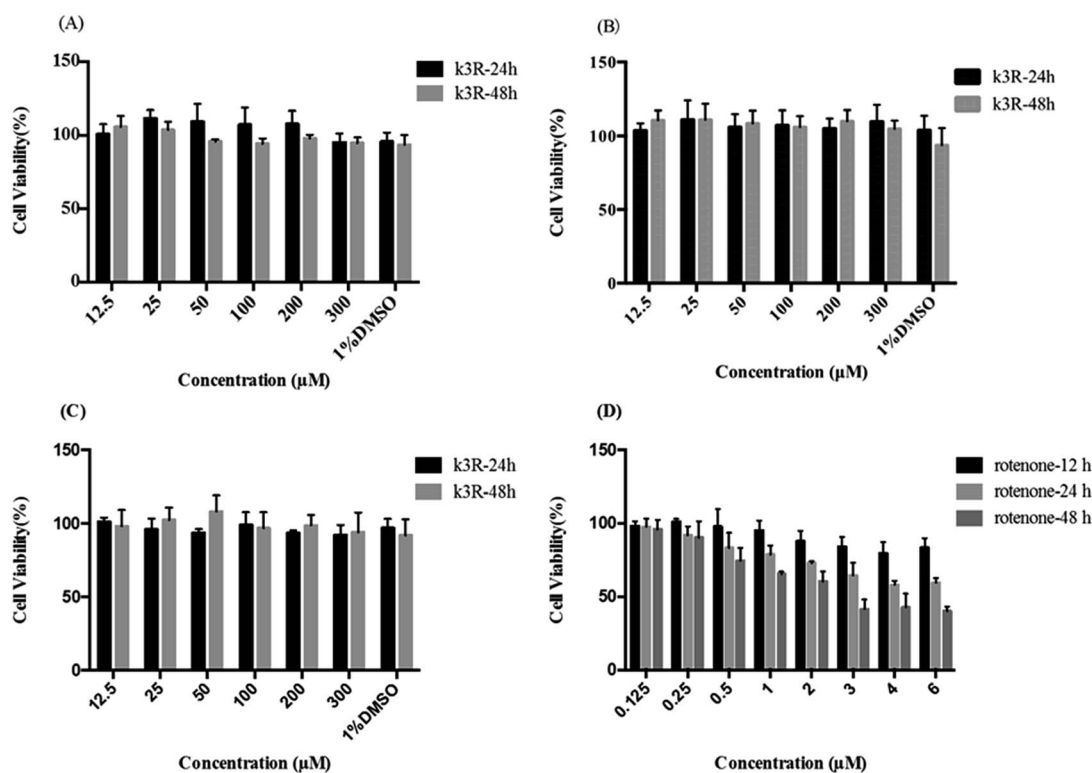 (A)
150
100
50
0
Cell Viability(%)
k3R-24h
k3R-48h
12.5
25
50
100
200
300
1%DMSO
Concentration (µM)
(B)
150
100
50
0
Cell Viability(%)
k3R-24h
k3R-48h
12.5
25
50
100
200
300
1%DMSO
Concentration (µM)
(C)
150
100
50
0
Cell Viability(%)
k3R-24h
k3R-48h
12.5
25
50
100
200
300
1%DMSO
Concentration (µM)
(D)
150
100
50
0
Cell Viability(%)
rotenone-12 h
rotenone-24 h
rotenone-48 h
0.125
0.25
0.5
1
2
3
4
6
Concentration (µM)